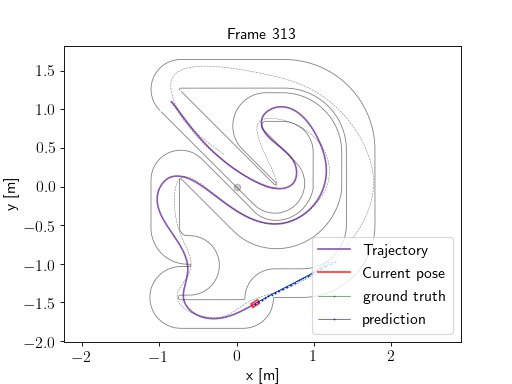 Frame 313
y [m]
1.5
1.0
0.5
0.0
−0.5
−1.0
−1.5
−2.0
Trajectory
Current pose
ground truth
prediction
−2 −1 0 1 2
x [m]